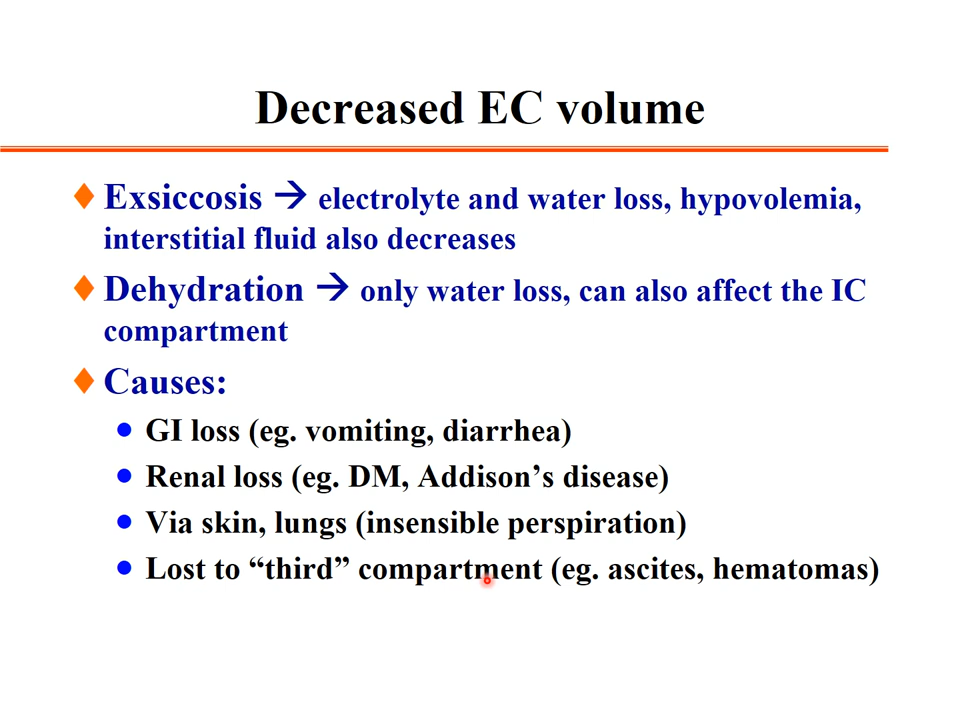 Decreased EC volume
Exsiccosis → electrolyte and water loss, hypovolemia,
interstitial fluid also decreases
Dehydration → only water loss, can also affect the IC
compartment
Causes:
GI loss (eg. vomiting, diarrhea)
Renal loss (eg. DM, Addison’s disease)
Via skin, lungs (insensible perspiration)
Lost to “third” compartment (eg. ascites, hematomas)